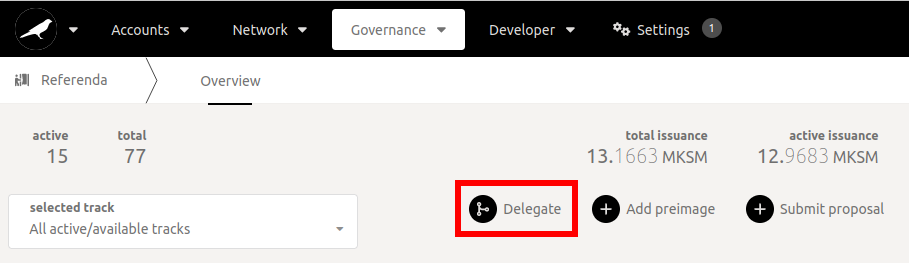 Accounts Network Governance Developer Settings 1
Referenda Overview
active total total issuance active issuance
15 77 13.1663 MKSM 12.9683 MKSM
selected track
All active/available tracks
Delegate Add preimage Submit proposal